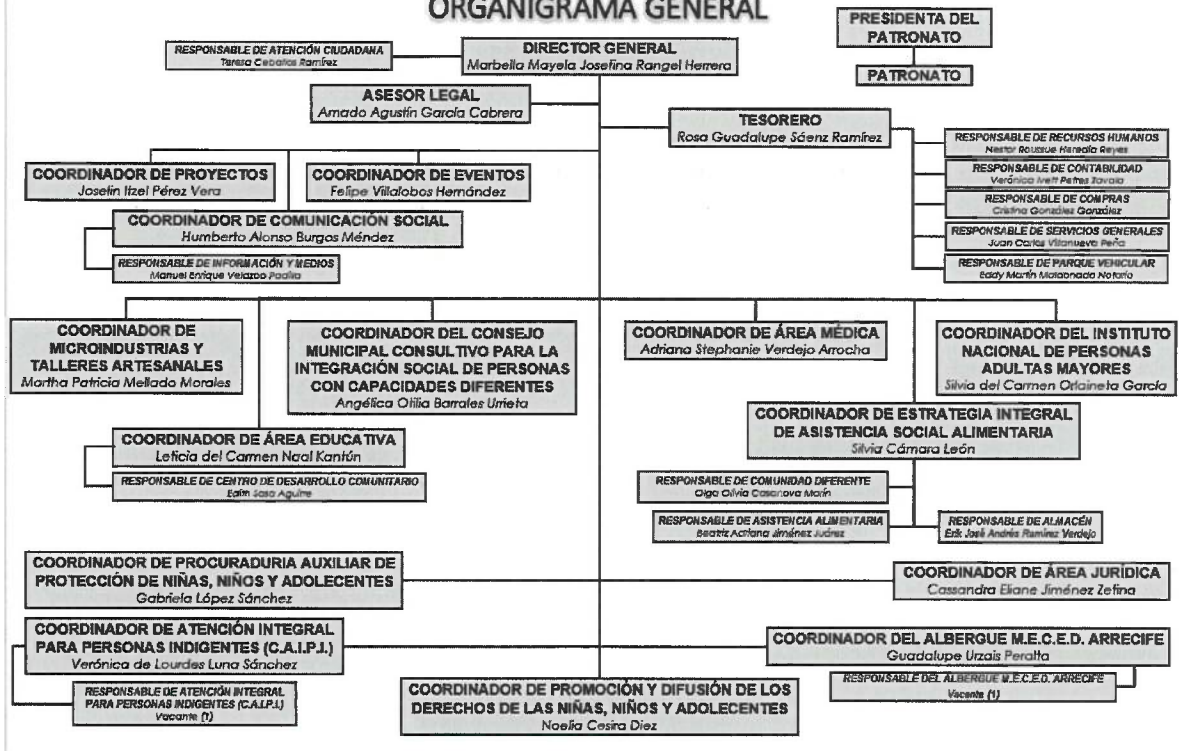 ORGANIGRAMA GENERAL
PRESIDENTA DEL
PATRONATO
PATRONATO
DIRECTOR GENERAL
Marbella Mayela Josefina Rangel Herrera
RESPONSABLE DE ATENCIÓN CIUDADANA
Teresa Ceballos Ramírez
ASESOR LEGAL
Amado Agustín García Cabrera
TESORERO
Rosa Guadalupe Sáenz Ramírez
RESPONSABLE DE RECURSOS HUMANOS
Heredia Reyes
RESPONSABLE DE CONTABILIDAD
Verónica Ivett
RESPONSABLE DE COMPRAS
Cristina González González
RESPONSABLE DE SERVICIOS GENERALES
Juan Carlos Villanueva Peña
RESPONSABLE DE PARQUE VEHICULAR
Eddy Martín Maldonado
COORDINADOR DE PROYECTOS
Joselin Itzel Pérez Vera
COORDINADOR DE EVENTOS
Felipe Villalobos Hernández
COORDINADOR DE COMUNICACIÓN SOCIAL
Humberto Alonso Burgos Méndez
RESPONSABLE DE INFORMACIÓN Y MEDIOS
Manuel Enrique Velazco Padilla
COORDINADOR DE
MICROINDUSTRIAS Y
TALLERES ARTESANALES
Martha Patricia Mellado Morales
COORDINADOR DEL CONSEJO
MUNICIPAL CONSULTIVO PARA LA
INTEGRACIÓN SOCIAL DE PERSONAS
CON CAPACIDADES DIFERENTES
Angélica Otilia Barrales Urrieta
COORDINADOR DE ÁREA MÉDICA
Adriana Stephanie Verdejo Arrocha
COORDINADOR DEL INSTITUTO
NACIONAL DE PERSONAS
ADULTAS MAYORES
Silvia del Carmen Orlaineta García
COORDINADOR DE ESTRATEGIA INTEGRAL
DE ASISTENCIA SOCIAL ALIMENTARIA
Silvia Cámara León
COORDINADOR DE ÁREA EDUCATIVA
Leticia del Carmen Naal Kantún
RESPONSABLE DE CENTRO DE DESARROLLO COMUNITARIO
Sosa Aguirre
RESPONSABLE DE COMUNIDAD DIFERENTE
Olga Olivia Casanova Marín
RESPONSABLE DE ASISTENCIA ALIMENTARIA
Beatriz Adriana Jiménez Juárez
RESPONSABLE DE ALMACÉN
Erik José Andrés Ramírez Verdejo
COORDINADOR DE PROCURADURIA AUXILIAR DE
PROTECCIÓN DE NIÑAS, NIÑOS Y ADOLECENTES
Gabriela López Sánchez
COORDINADOR DE ÁREA JURÍDICA
Cassandra Eliane Jiménez Zetina
COORDINADOR DE ATENCIÓN INTEGRAL
PARA PERSONAS INDIGENTES (C.A.I.P.I.)
Verónica de Lourdes Luna Sánchez
COORDINADOR DEL ALBERGUE M.E.C.E.D. ARRECIFE
Guadalupe Urzais Peralta
RESPONSABLE DE ATENCIÓN INTEGRAL
PARA PERSONAS INDIGENTES (C.A.I.P.I.)
Vacante (1)
RESPONSABLE DEL ALBERGUE M.E.C.E.D. ARRECIFE
Vacante (1)
COORDINADOR DE PROMOCIÓN Y DIFUSIÓN DE LOS
DERECHOS DE LAS NIÑAS, NIÑOS Y ADOLECENTES
Noelia Cesira Diez